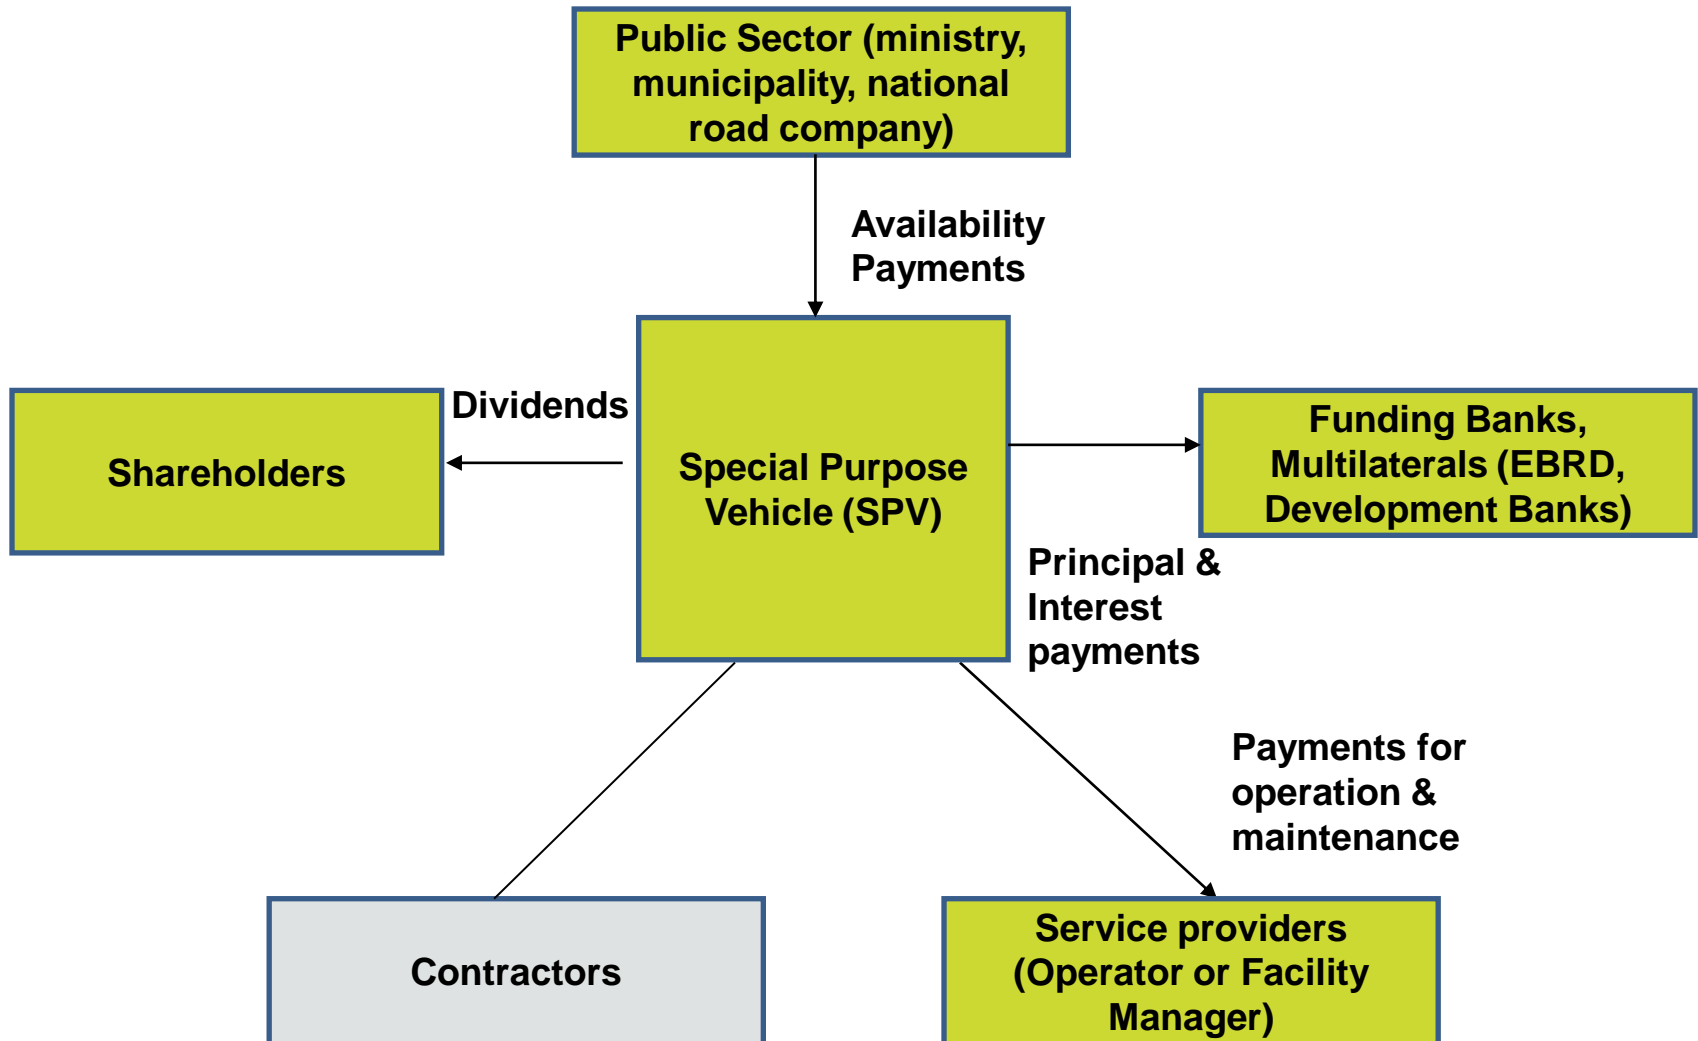 Public Sector (ministry,
municipality, national
road company)
Availability
Payments
Dividends
Shareholders
Special Purpose
Vehicle (SPV)
Funding Banks,
Multilaterals (EBRD,
Development Banks)
Principal &
Interest
payments
Payments for
operation &
maintenance
Contractors
Service providers
(Operator or Facility
Manager)